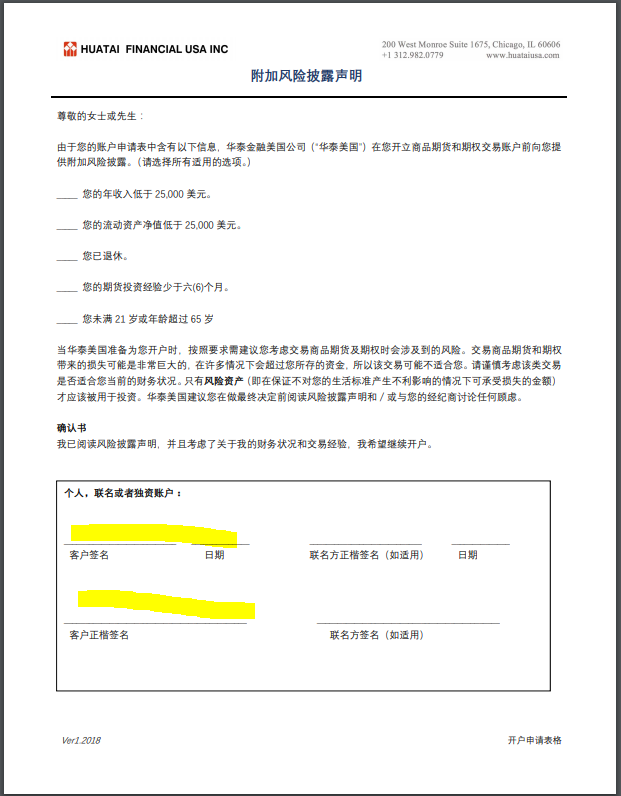 HUATAI FINANCIAL USA INC
200 West Monroe Suite 1675, Chicago, IL 60606
+1 312.982.0779 www.huataiusa.com
附加风险披露声明
尊敬的女士或先生：
由于您的账户申请表中含有以下信息，华泰金融美国公司（“华泰美国”）在您开立商品期货和期权交易账户前向您提
供附加风险披露。（请选择所有适用的选项。）
____ 您的年收入低于 25,000 美元。
____ 您的流动资产净值低于 25,000 美元。
____ 您已退休。
____ 您的期货投资经验少于六(6)个月。
____ 您未满 21 岁或年龄超过 65 岁
当华泰美国准备为您开户时，按照要求需建议您考虑交易商品期货及期权时会涉及到的风险。交易商品期货和期权
带来的损失可能是非常巨大的，在许多情况下会超过您所存的资金，所以该交易可能不适合您。请谨慎考虑该类交易
是否适合您当前的财务状况。只有风险资产（即在保证不对您的生活标准产生不利影响的情况下可承受损失的金额）
才应该被用于投资。华泰美国建议您在做最终决定前阅读风险披露声明和 / 或与您的经纪商讨论任何顾虑。
确认书
我已阅读风险披露声明，并且考虑了关于我的财务状况和交易经验，我希望继续开户。
个人，联名或者独资账户：
客户签名 日期 联名方正楷签名（如适用） 日期
客户正楷签名 联名方签名（如适用）
Ver1.2018 开户申请表格